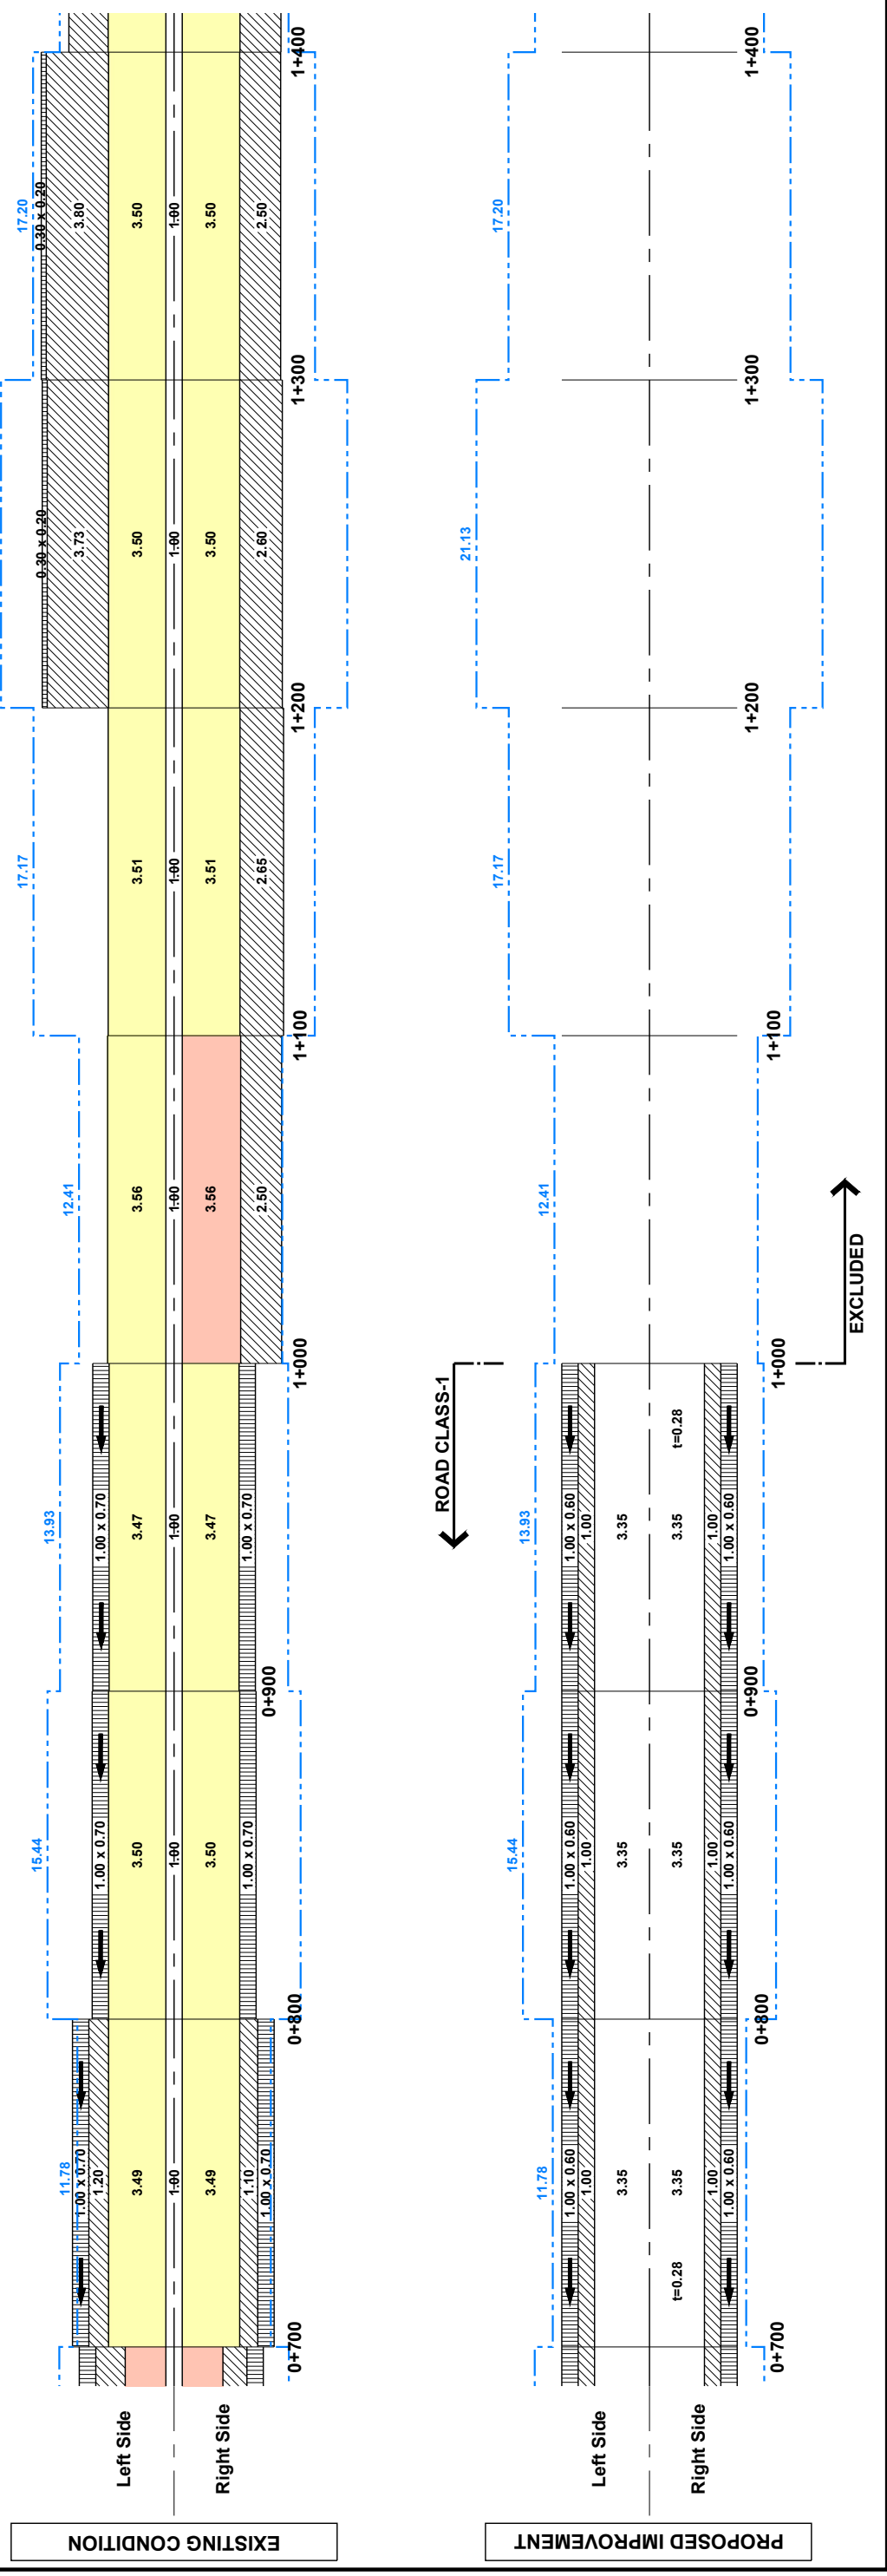 EXISTING CONDITION
Left Side
Right Side
11.78
15.44
13.93
12.41
17.17
17.20
1.00 x 0.70
1.00 x 0.70
1.00 x 0.70
0.30 x 0.20
0.30 x 0.20
1.20
3.73
3.80
3.49
3.50
3.47
3.56
3.51
3.50
3.50
1.00
1.00
1.00
1.00
1.00
1.00
1.00
3.49
3.50
3.47
3.56
3.51
3.50
3.50
1.10
1.00 x 0.70
1.00 x 0.70
2.50
2.65
2.60
2.50
1.00 x 0.70
0+700
0+800
0+900
1+000
1+100
1+200
1+300
1+400
PROPOSED IMPROVEMENT
Left Side
Right Side
ROAD CLASS-1
11.78
15.44
13.93
12.41
17.17
21.13
17.20
1.00 x 0.60
1.00 x 0.60
1.00 x 0.60
1.00
1.00
1.00
3.35
3.35
3.35
t=0.28
3.35
3.35
3.35
t=0.28
1.00
1.00
1.00
1.00 x 0.60
1.00 x 0.60
1.00 x 0.60
0+700
0+800
0+900
1+000
1+100
1+200
1+300
1+400
EXCLUDED